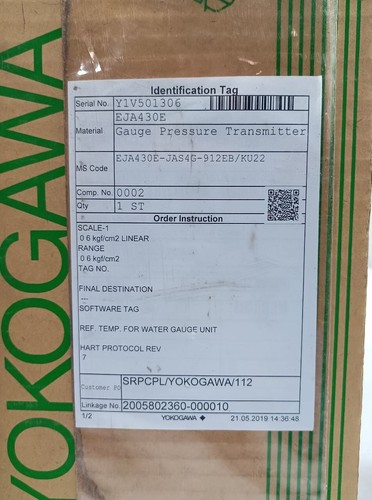 YOKOGAWA
Identification Tag
Serial No. Y1V501306
Material EJA430E
Gauge Pressure Transmitter
MS Code EJA430E-JAS4G-912EB/KU22
Comp. No. 0002
Qty 1 ST
Order Instruction
SCALE-1
0 6 kgf/cm2 LINEAR
RANGE
0 6 kgf/cm2
TAG NO.
FINAL DESTINATION
---
SOFTWARE TAG
REF. TEMP. FOR WATER GAUGE UNIT
HART PROTOCOL REV
7
Customer PO SRPCPL/YOKOGAWA/112
Linkage No 2005802360-000010
1/2 YOKOGAWA 21.05.2019 14:36:48